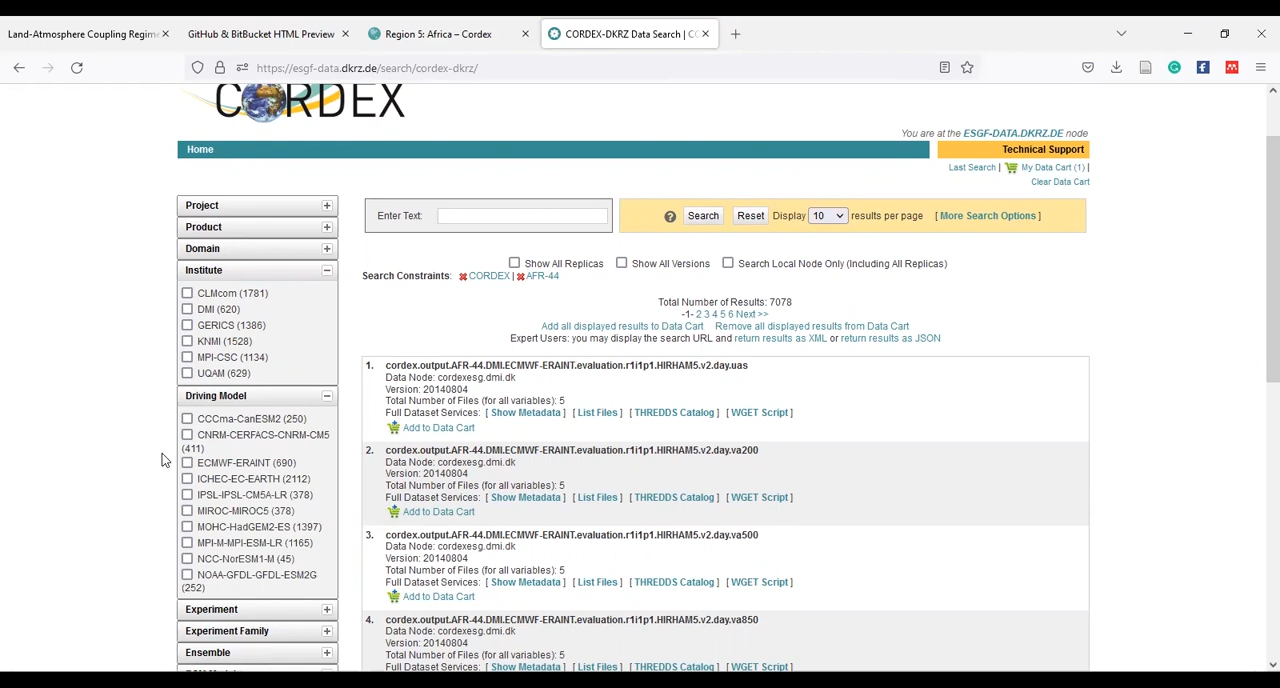 Land-Atmosphere Coupling Regime
GitHub & BitBucket HTML Preview
Region 5: Africa – Cordex
CORDEX-DKRZ Data Search | CO
https://esgf-data.dkrz.de/search/cordex-dkrz/
CORDEX
You are at the ESGF-DATA.DKRZ.DE node
Home
Technical Support
Last Search | My Data Cart (1) |
Clear Data Cart
Project
Product
Domain
Institute
CLMcom (1781)
DMI (620)
GERICS (1386)
KNMI (1528)
MPI-CSC (1134)
UQAM (629)
Driving Model
CCCma-CanESM2 (250)
CNRM-CERFACS-CNRM-CM5
(411)
ECMWF-ERAINT (690)
ICHEC-EC-EARTH (2112)
IPSL-IPSL-CM5A-LR (378)
MIROC-MIROC5 (378)
MOHC-HadGEM2-ES (1397)
MPI-M-MPI-ESM-LR (1165)
NCC-NorESM1-M (45)
NOAA-GFDL-GFDL-ESM2G
(252)
Experiment
Experiment Family
Ensemble
Enter Text:
? Search Reset Display 10 results per page [ More Search Options ]
Show All Replicas Show All Versions Search Local Node Only (Including All Replicas)
Search Constraints: CORDEX | AFR-44
Total Number of Results: 7078
-1- 2 3 4 5 6 Next >>
Add all displayed results to Data Cart Remove all displayed results from Data Cart
Expert Users: you may display the search URL and return results as XML or return results as JSON
1. cordex.output.AFR-44.DMI.ECMWF-ERAINT.evaluation.r1i1p1.HIRHAM5.v2.day.uas
Data Node: cordexesg.dmi.dk
Version: 20140804
Total Number of Files (for all variables): 5
Full Dataset Services: [ Show Metadata ] [ List Files ] [ THREDDS Catalog ] [ WGET Script ]
Add to Data Cart
2. cordex.output.AFR-44.DMI.ECMWF-ERAINT.evaluation.r1i1p1.HIRHAM5.v2.day.va200
Data Node: cordexesg.dmi.dk
Version: 20140804
Total Number of Files (for all variables): 5
Full Dataset Services: [ Show Metadata ] [ List Files ] [ THREDDS Catalog ] [ WGET Script ]
Add to Data Cart
3. cordex.output.AFR-44.DMI.ECMWF-ERAINT.evaluation.r1i1p1.HIRHAM5.v2.day.va500
Data Node: cordexesg.dmi.dk
Version: 20140804
Total Number of Files (for all variables): 5
Full Dataset Services: [ Show Metadata ] [ List Files ] [ THREDDS Catalog ] [ WGET Script ]
Add to Data Cart
4. cordex.output.AFR-44.DMI.ECMWF-ERAINT.evaluation.r1i1p1.HIRHAM5.v2.day.va850
Data Node: cordexesg.dmi.dk
Version: 20140804
Total Number of Files (for all variables): 5
Full Dataset Services: [ Show Metadata ] [ List Files ] [ THREDDS Catalog ] [ WGET Script ]